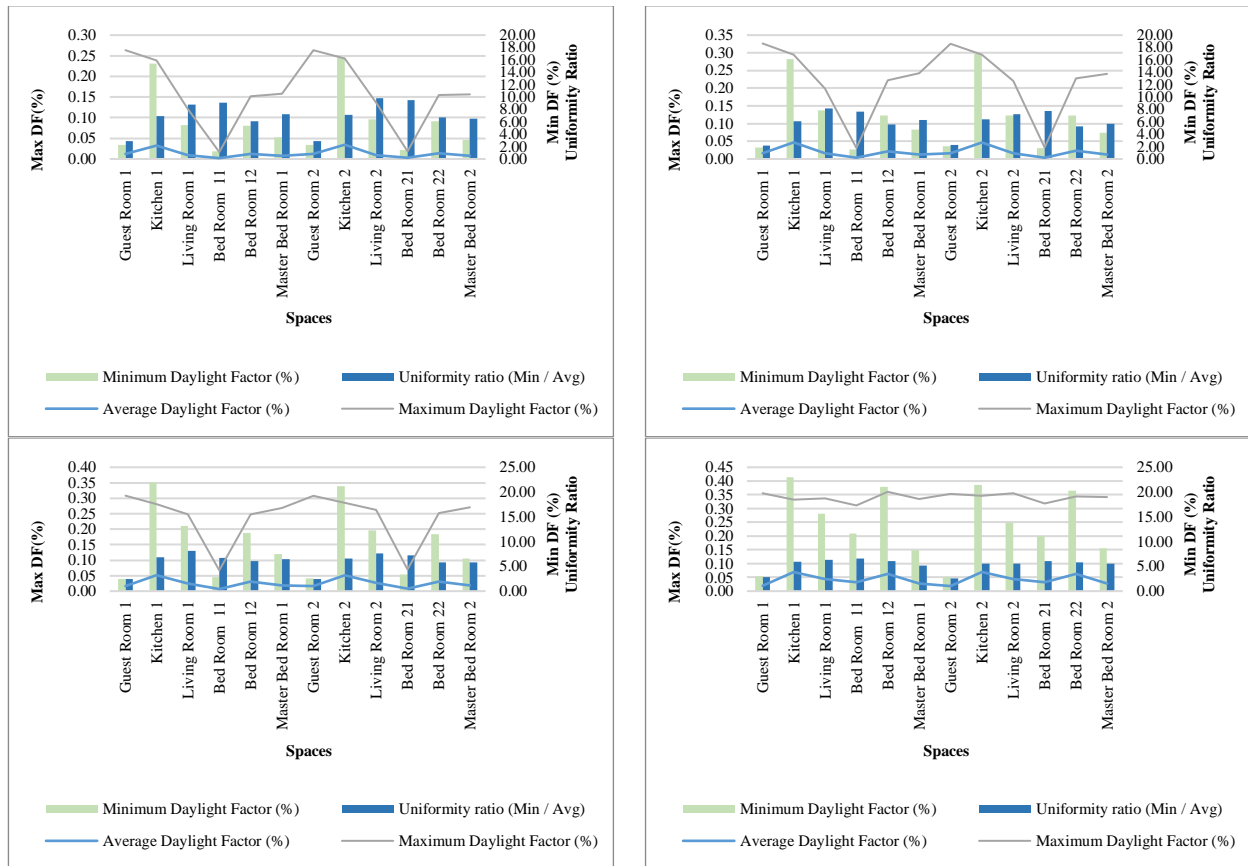 0.30
0.25
0.20
0.15
0.10
0.05
0.00
Max DF(%)
20.00
18.00
16.00
14.00
12.00
10.00
8.00
6.00
4.00
2.00
0.00
Min DF (%)
Uniformity Ratio
Guest Room 1
Kitchen 1
Living Room 1
Bed Room 11
Bed Room 12
Master Bed Room 1
Guest Room 2
Kitchen 2
Living Room 2
Bed Room 21
Bed Room 22
Master Bed Room 2
Spaces
Minimum Daylight Factor (%)
Uniformity ratio (Min / Avg)
Average Daylight Factor (%)
Maximum Daylight Factor (%)
0.35
0.30
0.25
0.20
0.15
0.10
0.05
0.00
Max DF(%)
20.00
18.00
16.00
14.00
12.00
10.00
8.00
6.00
4.00
2.00
0.00
Min DF (%)
Uniformity Ratio
Guest Room 1
Kitchen 1
Living Room 1
Bed Room 11
Bed Room 12
Master Bed Room 1
Guest Room 2
Kitchen 2
Living Room 2
Bed Room 21
Bed Room 22
Master Bed Room 2
Spaces
Minimum Daylight Factor (%)
Uniformity ratio (Min / Avg)
Average Daylight Factor (%)
Maximum Daylight Factor (%)
0.40
0.35
0.30
0.25
0.20
0.15
0.10
0.05
0.00
Max DF(%)
25.00
20.00
15.00
10.00
5.00
0.00
Min DF (%)
Uniformity Ratio
Guest Room 1
Kitchen 1
Living Room 1
Bed Room 11
Bed Room 12
Master Bed Room 1
Guest Room 2
Kitchen 2
Living Room 2
Bed Room 21
Bed Room 22
Master Bed Room 2
Spaces
Minimum Daylight Factor (%)
Uniformity ratio (Min / Avg)
Average Daylight Factor (%)
Maximum Daylight Factor (%)
0.45
0.40
0.35
0.30
0.25
0.20
0.15
0.10
0.05
0.00
Max DF(%)
25.00
20.00
15.00
10.00
5.00
0.00
Min DF (%)
Uniformity Ratio
Guest Room 1
Kitchen 1
Living Room 1
Bed Room 11
Bed Room 12
Master Bed Room 1
Guest Room 2
Kitchen 2
Living Room 2
Bed Room 21
Bed Room 22
Master Bed Room 2
Spaces
Minimum Daylight Factor (%)
Uniformity ratio (Min / Avg)
Average Daylight Factor (%)
Maximum Daylight Factor (%)